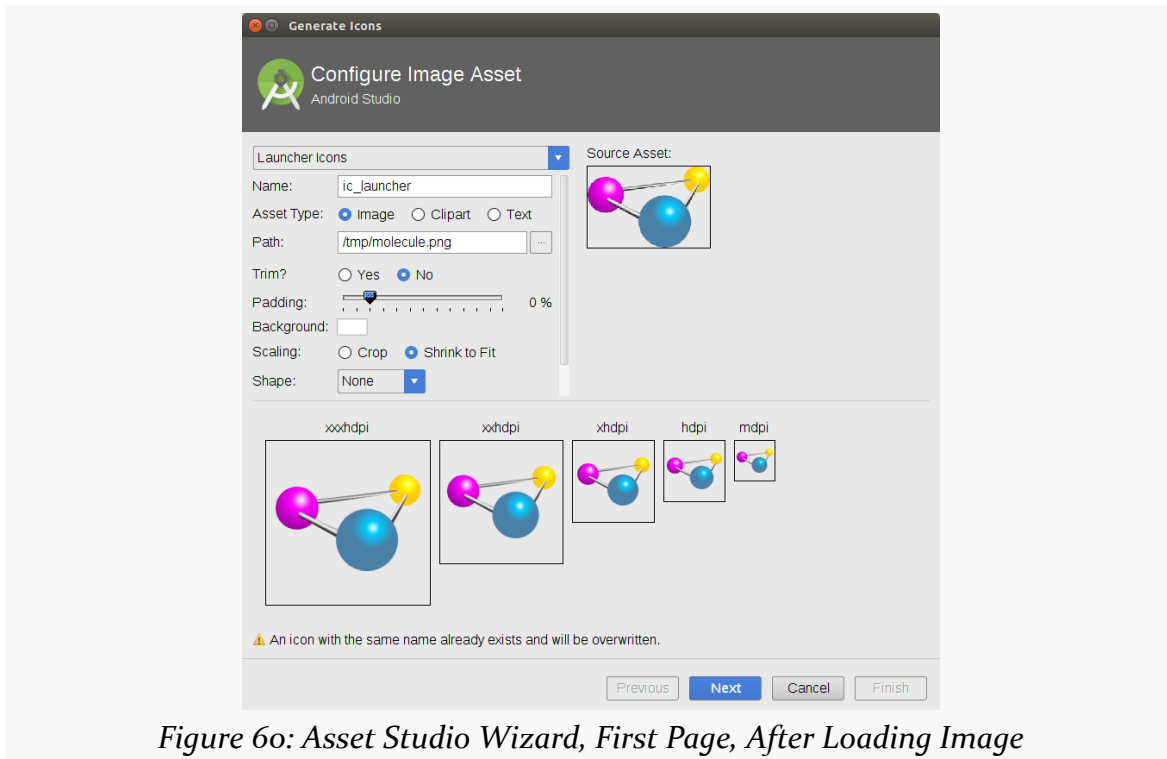 Generate Icons
Configure Image Asset
Android Studio
Launcher Icons
Source Asset:
Name: ic_launcher
Asset Type: Image Clipart Text
Path: /tmp/molecule.png ...
Trim? Yes No
Padding: 0 %
Background:
Scaling: Crop Shrink to Fit
Shape: None
xxxhdpi xxhdpi xhdpi hdpi mdpi
An icon with the same name already exists and will be overwritten.
Previous Next Cancel Finish
Figure 60: Asset Studio Wizard, First Page, After Loading Image